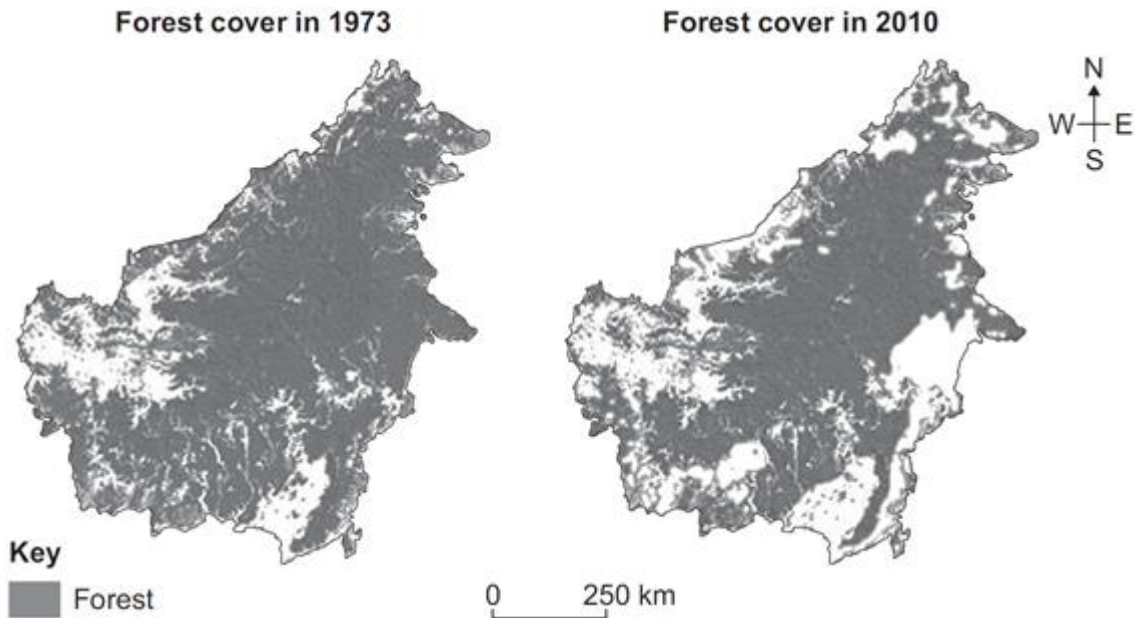 Forest cover in 1973
Forest cover in 2010
N
W E
S
Key
Forest
0 250 km